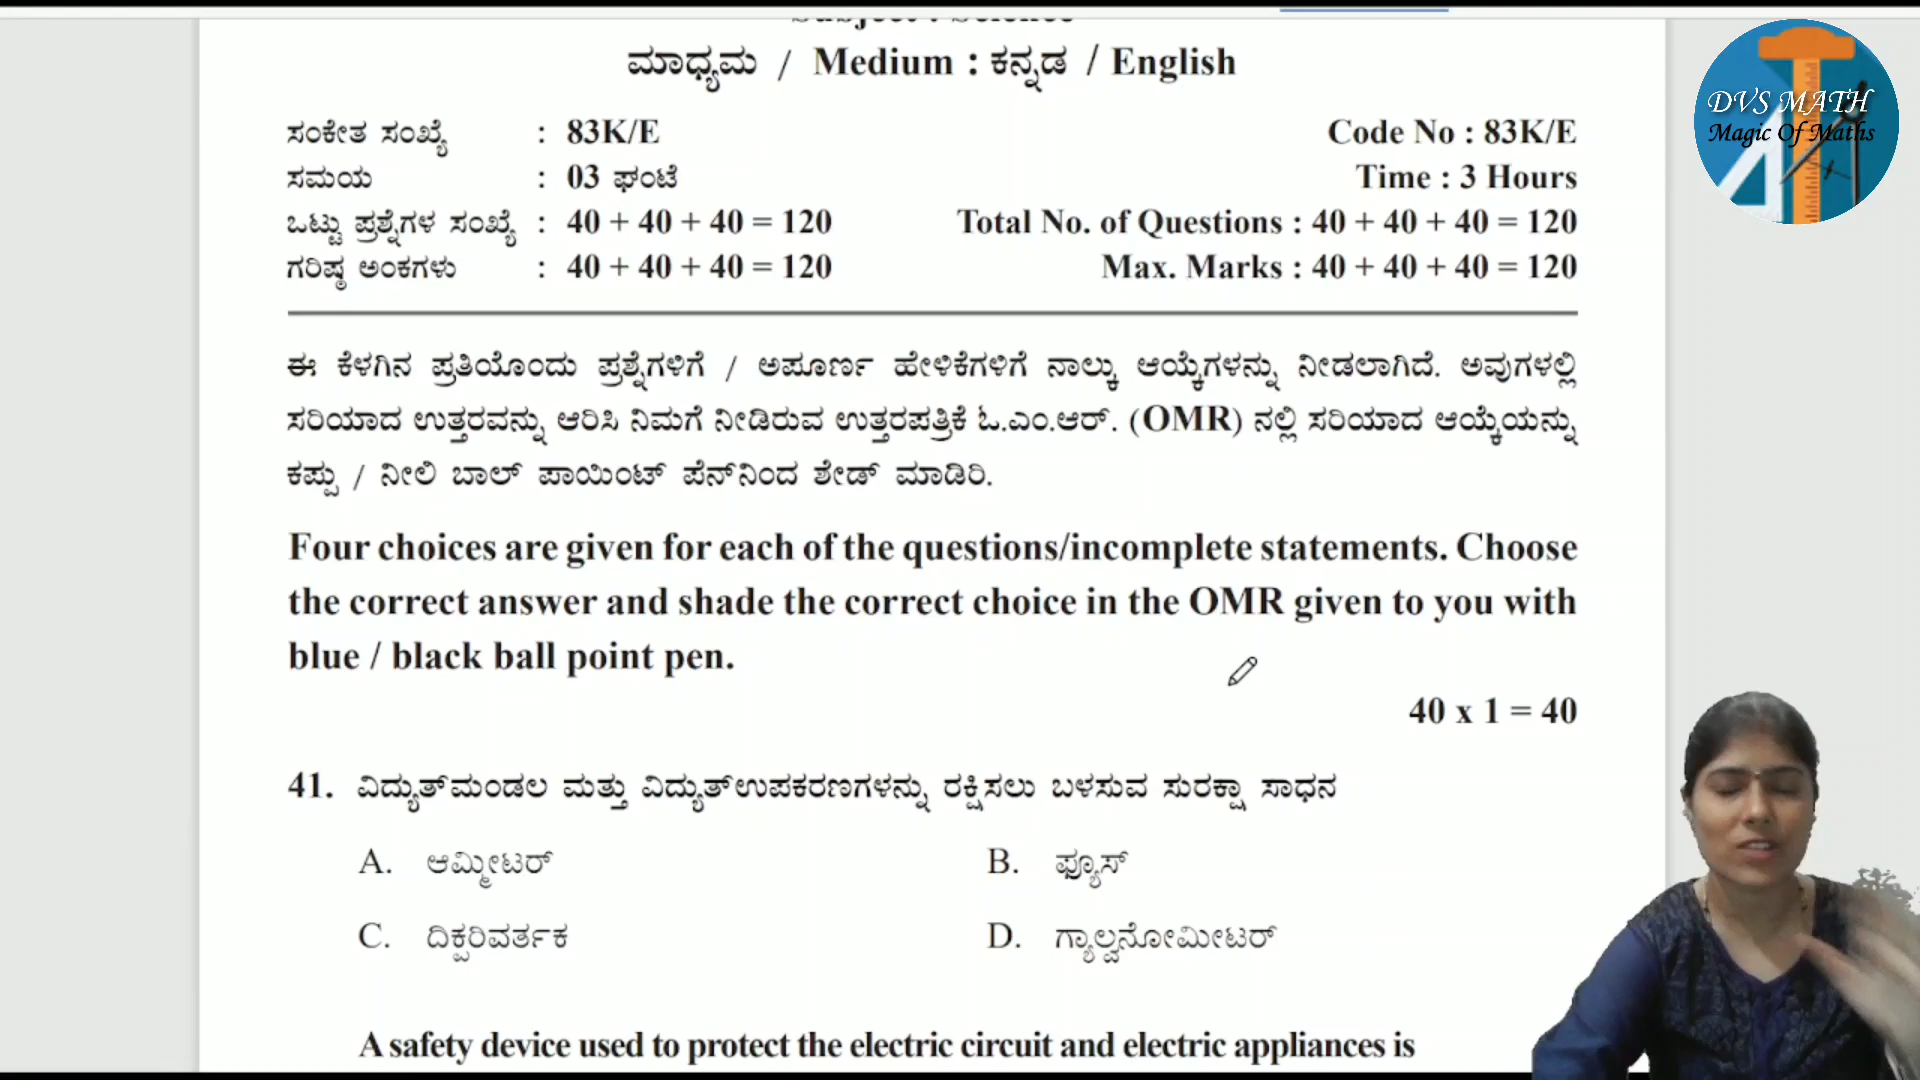 Subject : Science
ಮಾಧ್ಯಮ / Medium : ಕನ್ನಡ / English
ಸಂಕೇತ ಸಂಖ್ಯೆ : 83K/E Code No : 83K/E
ಸಮಯ : 03 ಘಂಟೆ Time : 3 Hours
ಒಟ್ಟು ಪ್ರಶ್ನೆಗಳ ಸಂಖ್ಯೆ : 40 + 40 + 40 = 120 Total No. of Questions : 40 + 40 + 40 = 120
ಗರಿಷ್ಠ ಅಂಕಗಳು : 40 + 40 + 40 = 120 Max. Marks : 40 + 40 + 40 = 120
ಈ ಕೆಳಗಿನ ಪ್ರತಿಯೊಂದು ಪ್ರಶ್ನೆಗಳಿಗೆ / ಅಪೂರ್ಣ ಹೇಳಿಕೆಗಳಿಗೆ ನಾಲ್ಕು ಆಯ್ಕೆಗಳನ್ನು ನೀಡಲಾಗಿದೆ. ಅವುಗಳಲ್ಲಿ
ಸರಿಯಾದ ಉತ್ತರವನ್ನು ಆರಿಸಿ ನಿಮಗೆ ನೀಡಿರುವ ಉತ್ತರಪತ್ರಿಕೆ ಓ.ಎಂ.ಆರ್. (OMR) ನಲ್ಲಿ ಸರಿಯಾದ ಆಯ್ಕೆಯನ್ನು
ಕಪ್ಪು / ನೀಲಿ ಬಾಲ್ ಪಾಯಿಂಟ್ ಪೆನ್‌ನಿಂದ ಶೇಡ್ ಮಾಡಿರಿ.
Four choices are given for each of the questions/incomplete statements. Choose
the correct answer and shade the correct choice in the OMR given to you with
blue / black ball point pen.
40 x 1 = 40
41. ವಿದ್ಯುತ್‌ಮಂಡಲ ಮತ್ತು ವಿದ್ಯುತ್‌ಉಪಕರಣಗಳನ್ನು ರಕ್ಷಿಸಲು ಬಳಸುವ ಸುರಕ್ಷಾ ಸಾಧನ
A. ಆಮ್ಮೀಟರ್ B. ಫ್ಯೂಸ್
C. ದಿಕ್ಪರಿವರ್ತಕ D. ಗ್ಯಾಲ್ವನೋಮೀಟರ್
A safety device used to protect the electric circuit and electric appliances is
DVS MATH
Magic Of Maths